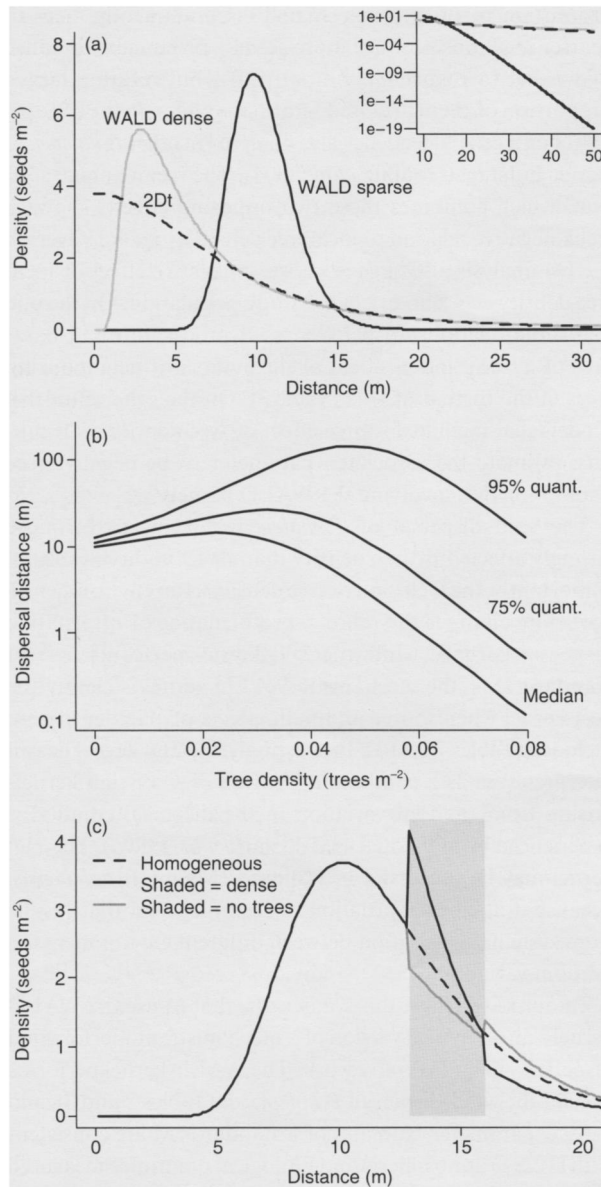 (a)
Density (seeds m⁻²)
8
6
4
2
0
WALD dense
2Dt
WALD sparse
1e+01
1e−04
1e−09
1e−14
1e−19
10 20 30 40 50
0 5 10 15 20 25 30
Distance (m)
(b)
Dispersal distance (m)
100
10
1
0.1
95% quant.
75% quant.
Median
0 0.02 0.04 0.06 0.08
Tree density (trees m⁻²)
(c)
Density (seeds m⁻²)
4
3
2
1
0
Homogeneous
Shaded = dense
Shaded = no trees
0 5 10 15 20
Distance (m)